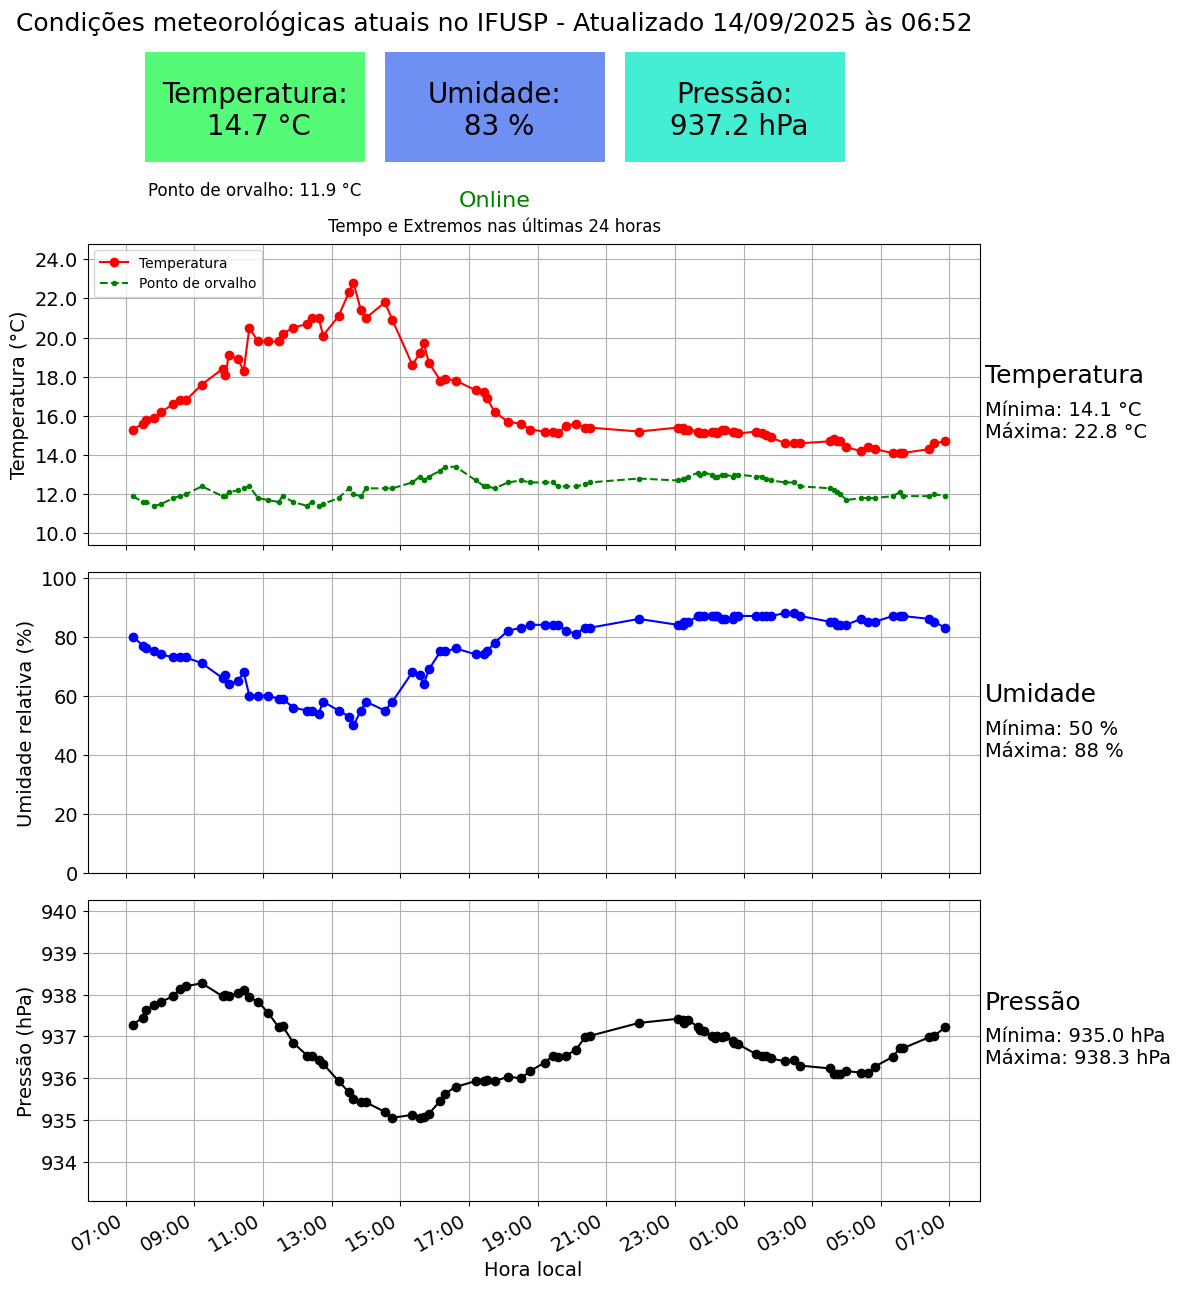 Condições meteorológicas atuais no IFUSP - Atualizado 14/09/2025 às 06:52
Temperatura:
14.7 °C
Umidade:
83 %
Pressão:
937.2 hPa
Ponto de orvalho: 11.9 °C
Online
Tempo e Extremos nas últimas 24 horas
Temperatura (°C)
24.0
22.0
20.0
18.0
16.0
14.0
12.0
10.0
Temperatura
Ponto de orvalho
Temperatura
Mínima: 14.1 °C
Máxima: 22.8 °C
Umidade relativa (%)
100
80
60
40
20
0
Umidade
Mínima: 50 %
Máxima: 88 %
Pressão (hPa)
940
939
938
937
936
935
934
Pressão
Mínima: 935.0 hPa
Máxima: 938.3 hPa
07:00
09:00
11:00
13:00
15:00
17:00
19:00
21:00
23:00
01:00
03:00
05:00
07:00
Hora local